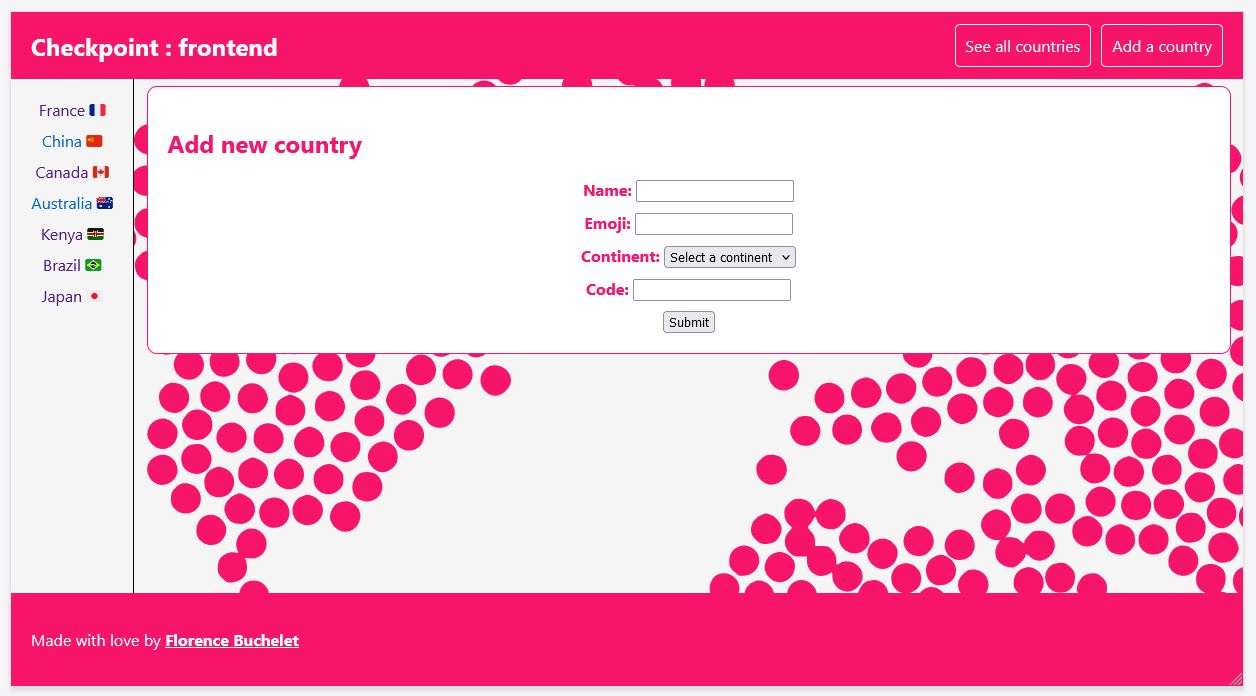 Checkpoint : frontend
See all countries
Add a country
France 🇫🇷
China 🇨🇳
Canada 🇨🇦
Australia 🇦🇺
Kenya 🇰🇪
Brazil 🇧🇷
Japan 🇯🇵
Add new country
Name:
Emoji:
Continent: Select a continent
Code:
Submit
Made with love by Florence Buchelet